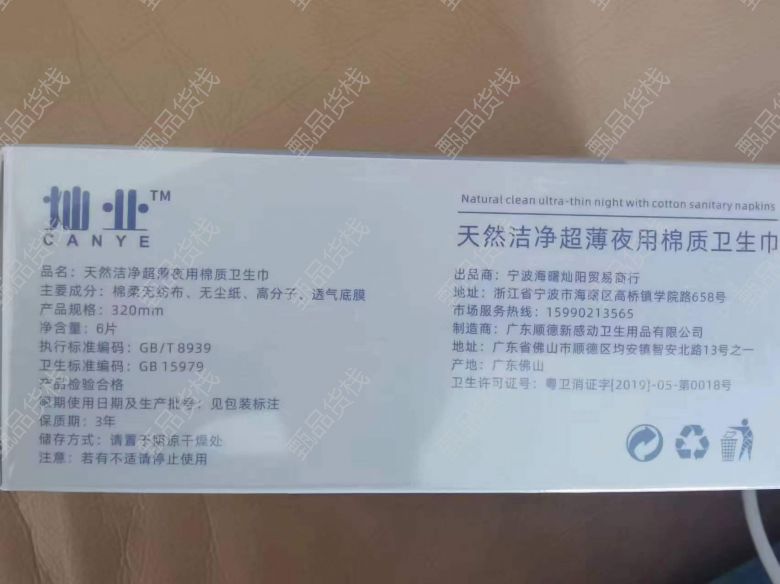 灿业™
CANYE
品名：天然洁净超薄夜用棉质卫生巾
主要成分：棉柔无纺布、无尘纸、高分子、透气底膜
产品规格：320mm
净含量：6片
执行标准编码：GB/T 8939
卫生标准编码：GB 15979
产品检验合格
限期使用日期及生产批号：见包装标注
保质期：3年
储存方式：请置于阴凉干燥处
注意：若有不适请停止使用
Natural clean ultra-thin night with cotton sanitary napkins
天然洁净超薄夜用棉质卫生巾
出品商：宁波海曙灿阳贸易商行
地址：浙江省宁波市海曙区高桥镇学院路658号
市场服务热线：15990213565
制造商：广东顺德新感动卫生用品有限公司
地址：广东省佛山市顺德区均安镇智安北路13号之一
产地：广东佛山
卫生许可证号：粤卫消证字[2019]-05-第0018号
甄品货栈